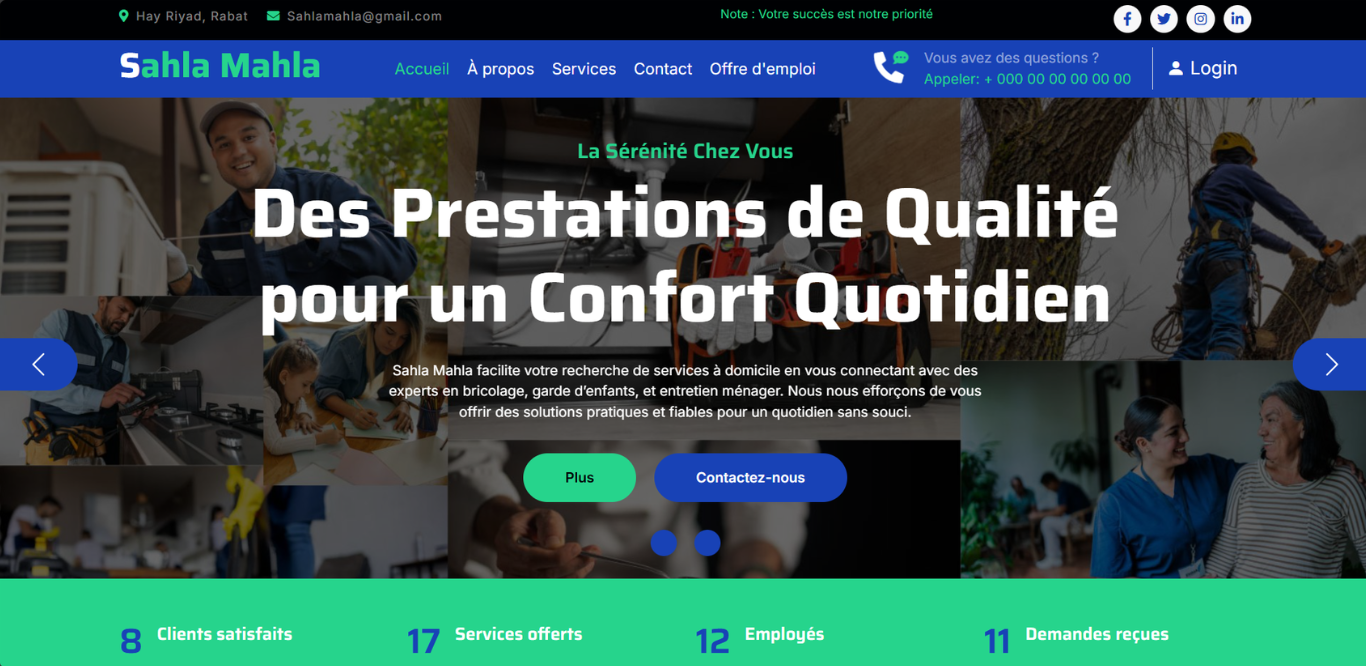 Hay Riyad, Rabat
Sahlamahla@gmail.com
Note : Votre succès est notre priorité
Sahla Mahla
Accueil
À propos
Services
Contact
Offre d'emploi
Vous avez des questions ?
Appeler: + 000 00 00 00 00 00
Login
La Sérénité Chez Vous
Des Prestations de Qualité
pour un Confort Quotidien
Sahla Mahla facilite votre recherche de services à domicile en vous connectant avec des
experts en bricolage, garde d'enfants, et entretien ménager. Nous nous efforçons de vous
offrir des solutions pratiques et fiables pour un quotidien sans souci.
Plus
Contactez-nous
8 Clients satisfaits
17 Services offerts
12 Employés
11 Demandes reçues